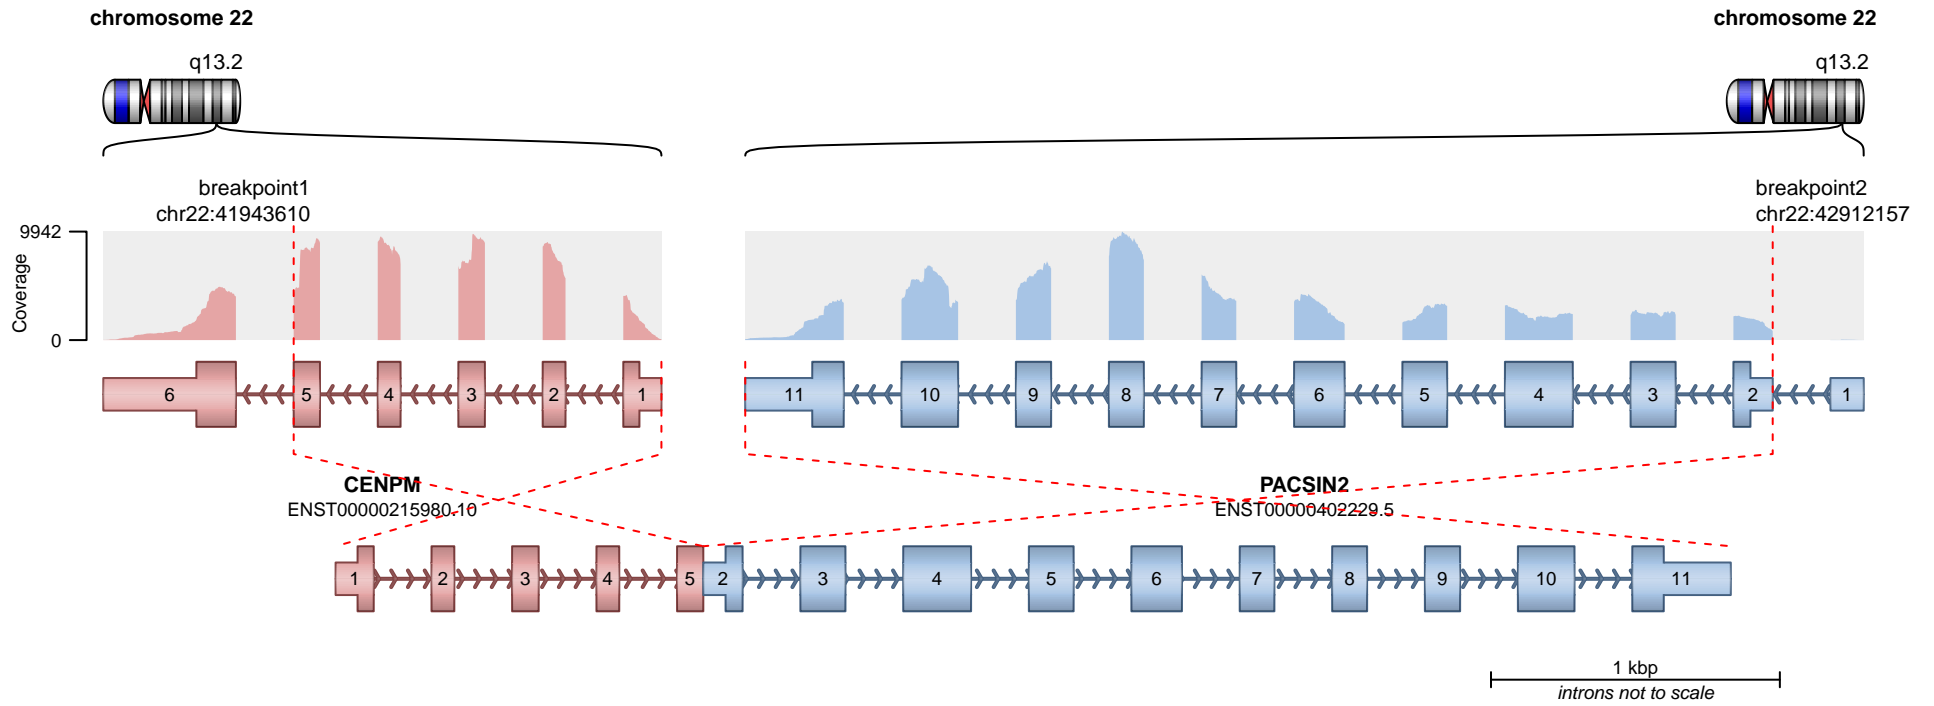 chromosome 22
chromosome 22
q13.2
q13.2
breakpoint1
chr22:41943610
breakpoint2
chr22:42912157
9942
Coverage
0
6 5 4 3 2 1
11 10 9 8 7 6 5 4 3 2 1
CENPM
ENST00000215980.10
PACSIN2
ENST00000402229.5
1 2 3 4 5 2 3 4 5 6 7 8 9 10 11
1 kbp
introns not to scale